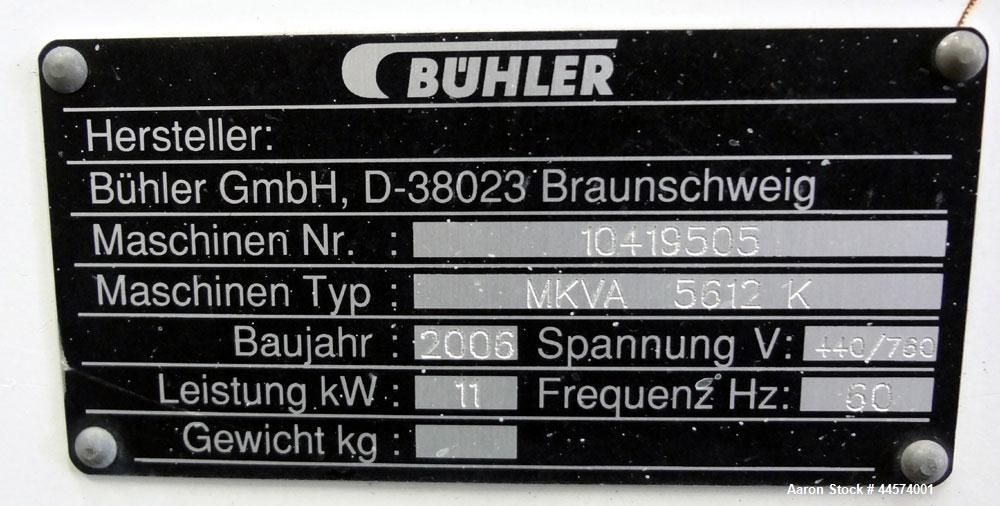 BÜHLER
Hersteller:
Bühler GmbH, D-38023 Braunschweig
Maschinen Nr. : 10419505
Maschinen Typ : MKVA 5612 K
Baujahr : 2006 Spannung V: 440/760
Leistung kW : 11 Frequenz Hz: 60
Gewicht kg :
Aaron Stock # 44574001